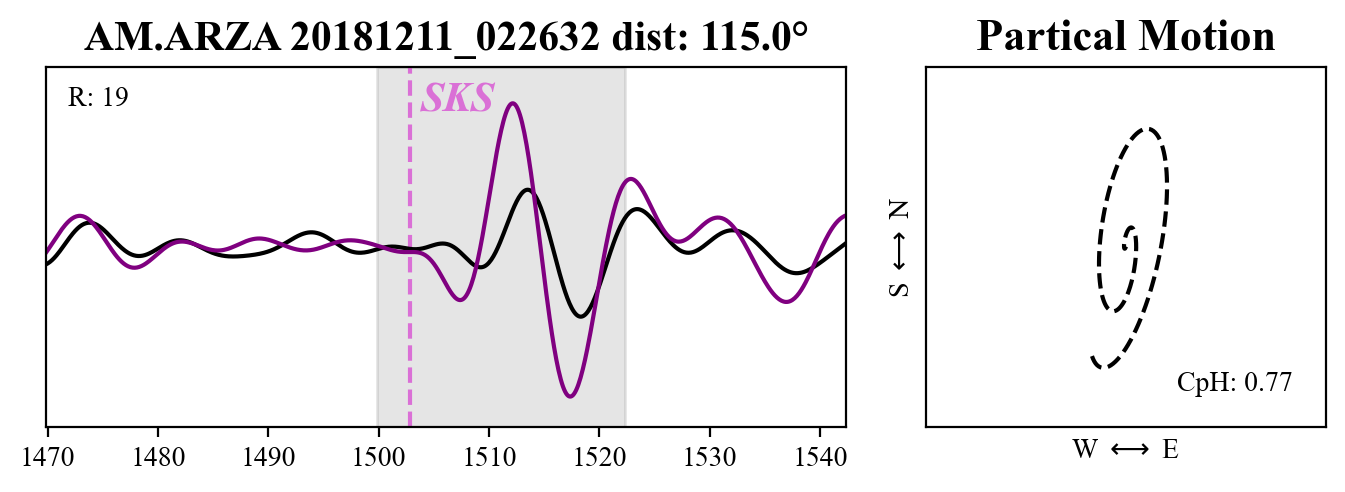 AM.ARZA 20181211_022632 dist: 115.0°
Partical Motion
R: 19
SKS
S ⟷ N
CpH: 0.77
1470 1480 1490 1500 1510 1520 1530 1540
W ⟷ E